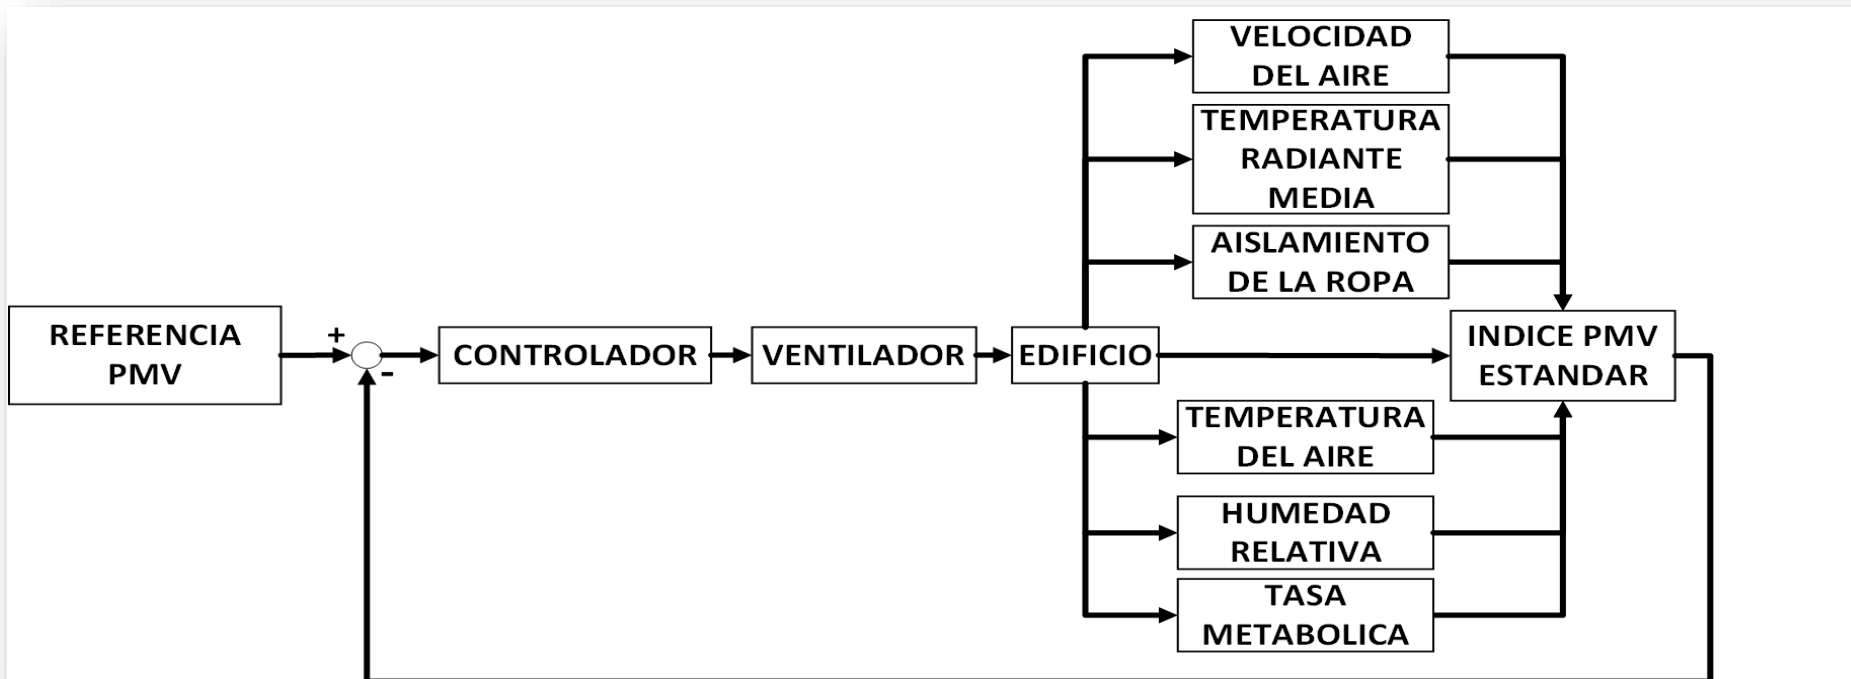 VELOCIDAD
DEL AIRE
TEMPERATURA
RADIANTE
MEDIA
AISLAMIENTO
DE LA ROPA
REFERENCIA
PMV
+
-
CONTROLADOR
VENTILADOR
EDIFICIO
INDICE PMV
ESTANDAR
TEMPERATURA
DEL AIRE
HUMEDAD
RELATIVA
TASA
METABOLICA